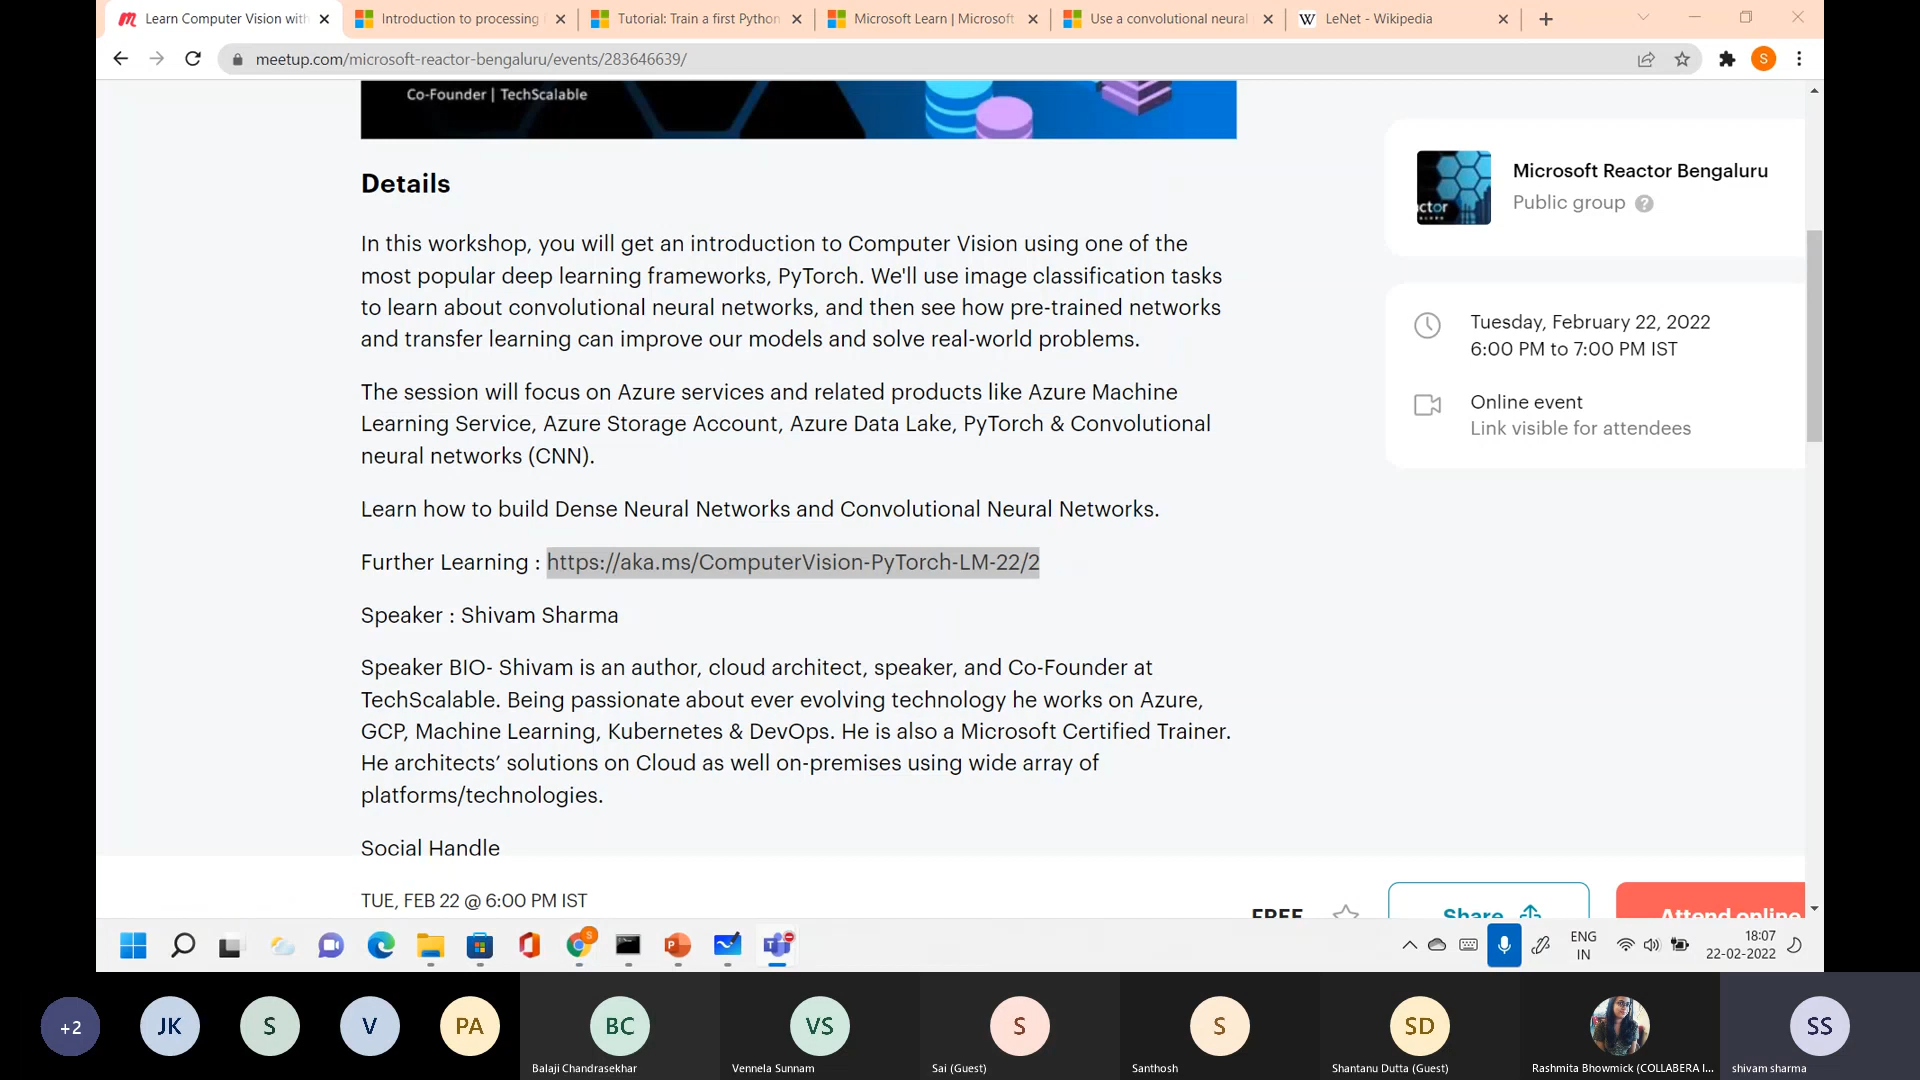 Learn Computer Vision with
Introduction to processing
Tutorial: Train a first Python
Microsoft Learn | Microsoft
Use a convolutional neural
W LeNet - Wikipedia
meetup.com/microsoft-reactor-bengaluru/events/283646639/
S
Co-Founder | TechScalable
Details
In this workshop, you will get an introduction to Computer Vision using one of the
most popular deep learning frameworks, PyTorch. We'll use image classification tasks
to learn about convolutional neural networks, and then see how pre-trained networks
and transfer learning can improve our models and solve real-world problems.
The session will focus on Azure services and related products like Azure Machine
Learning Service, Azure Storage Account, Azure Data Lake, PyTorch & Convolutional
neural networks (CNN).
Learn how to build Dense Neural Networks and Convolutional Neural Networks.
Further Learning : https://aka.ms/ComputerVision-PyTorch-LM-22/2
Speaker : Shivam Sharma
Speaker BIO- Shivam is an author, cloud architect, speaker, and Co-Founder at
TechScalable. Being passionate about ever evolving technology he works on Azure,
GCP, Machine Learning, Kubernetes & DevOps. He is also a Microsoft Certified Trainer.
He architects’ solutions on Cloud as well on-premises using wide array of
platforms/technologies.
Social Handle
ctor
Microsoft Reactor Bengaluru
Public group ?
Tuesday, February 22, 2022
6:00 PM to 7:00 PM IST
Online event
Link visible for attendees
TUE, FEB 22 @ 6:00 PM IST
FREE
Share
Attend online
ENG
IN
18:07
22-02-2022
+2
JK
S
V
PA
BC
Balaji Chandrasekhar
VS
Vennela Sunnam
S
Sai (Guest)
S
Santhosh
SD
Shantanu Dutta (Guest)
Rashmita Bhowmick (COLLABERA I...
SS
shivam sharma